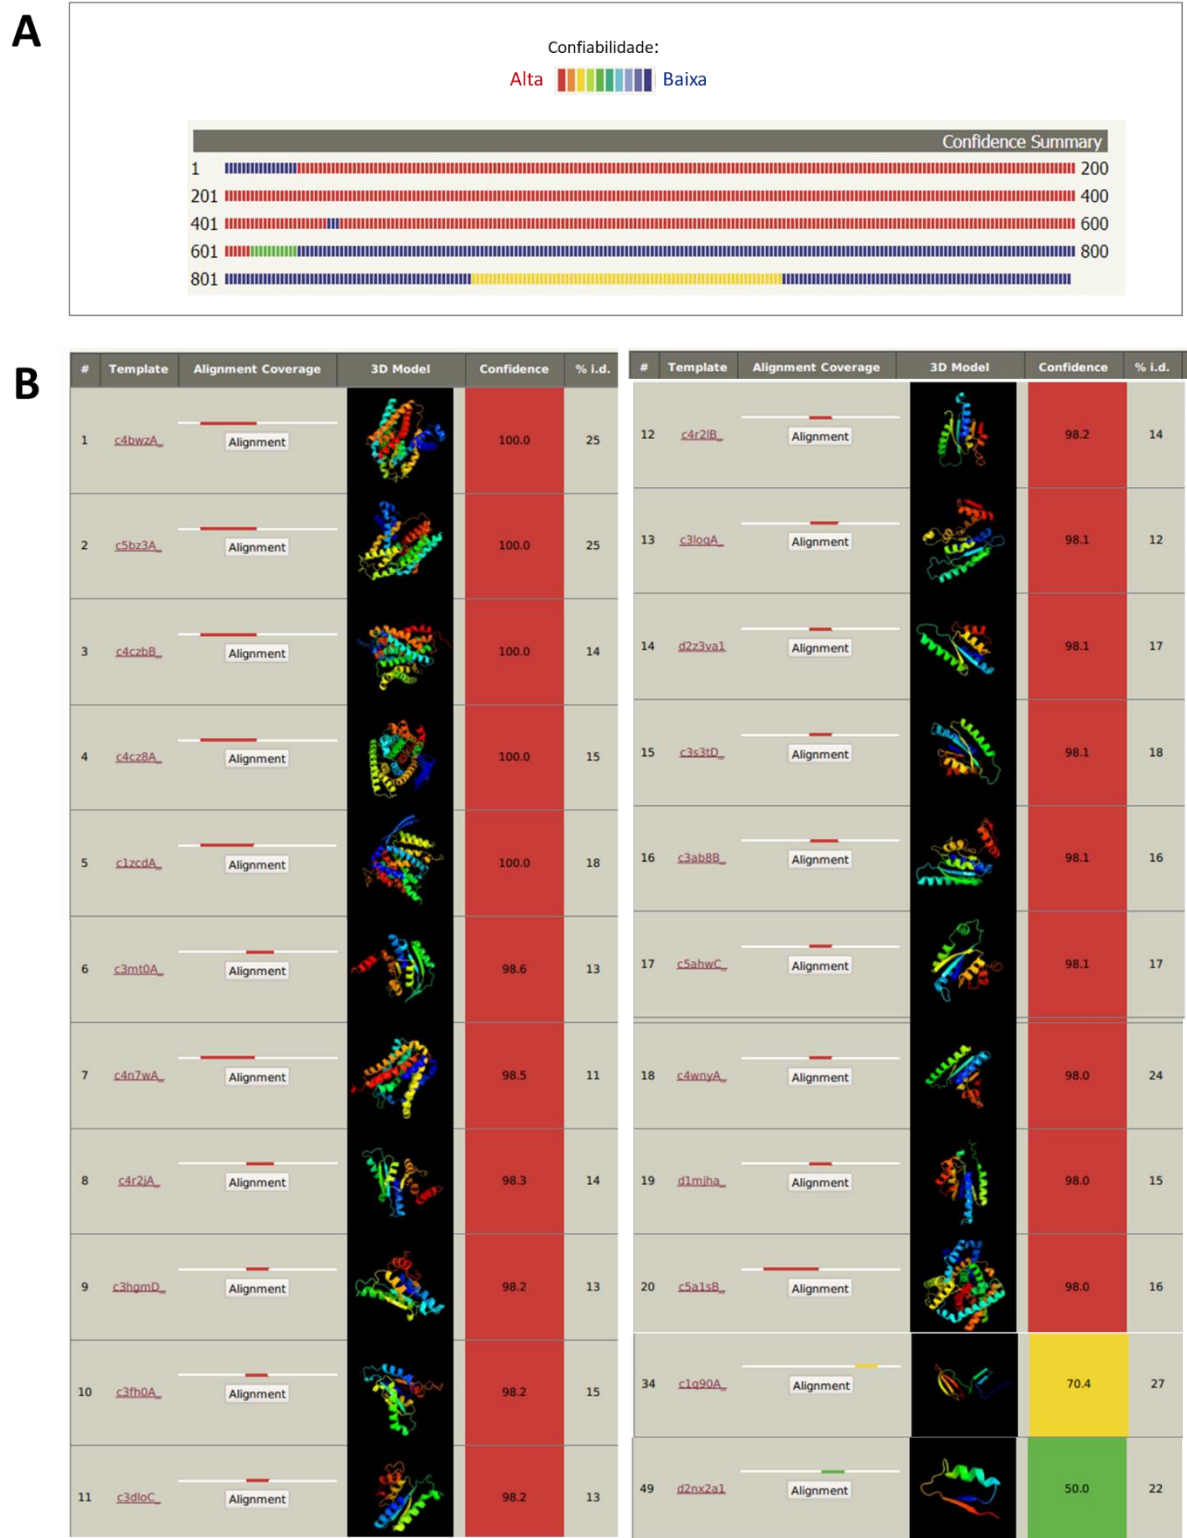 A
Confiabilidade:
Alta Baixa
Confidence Summary
1 200
201 400
401 600
601 800
801
B
# Template Alignment Coverage 3D Model Confidence % i.d.
1 c4bwzA_ Alignment 100.0 25
2 c5bz3A_ Alignment 100.0 25
3 c4czbB_ Alignment 100.0 14
4 c4cz8A_ Alignment 100.0 15
5 c1zcdA_ Alignment 100.0 18
6 c3mt0A_ Alignment 98.6 13
7 c4n7wA_ Alignment 98.5 11
8 c4r2jA_ Alignment 98.3 14
9 c3hgmD_ Alignment 98.2 13
10 c3fh0A_ Alignment 98.2 15
11 c3dloC_ Alignment 98.2 13
# Template Alignment Coverage 3D Model Confidence % i.d.
12 c4r2lB_ Alignment 98.2 14
13 c3loqA_ Alignment 98.1 12
14 d2z3va1 Alignment 98.1 17
15 c3s3tD_ Alignment 98.1 18
16 c3ab8B_ Alignment 98.1 16
17 c5ahwC_ Alignment 98.1 17
18 c4wnyA_ Alignment 98.0 24
19 d1mjha_ Alignment 98.0 15
20 c5a1sB_ Alignment 98.0 16
34 c1q90A_ Alignment 70.4 27
49 d2nx2a1 Alignment 50.0 22